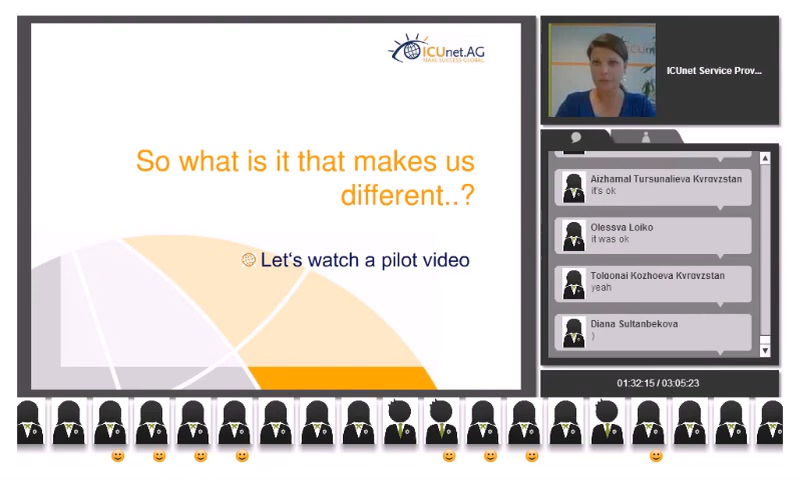 ICUnet.AG
MAKE SUCCESS GLOBAL
So what is it that makes us
different..?
Let's watch a pilot video
ICUnet Service Prov...
Aizhamal Tursunalieva Kyrgyzstan
it's ok
Olessya Loiko
it was ok
Tolgonai Kozhoeva Kyrgyzstan
yeah
Diana Sultanbekova
)
01:32:15 / 03:05:23